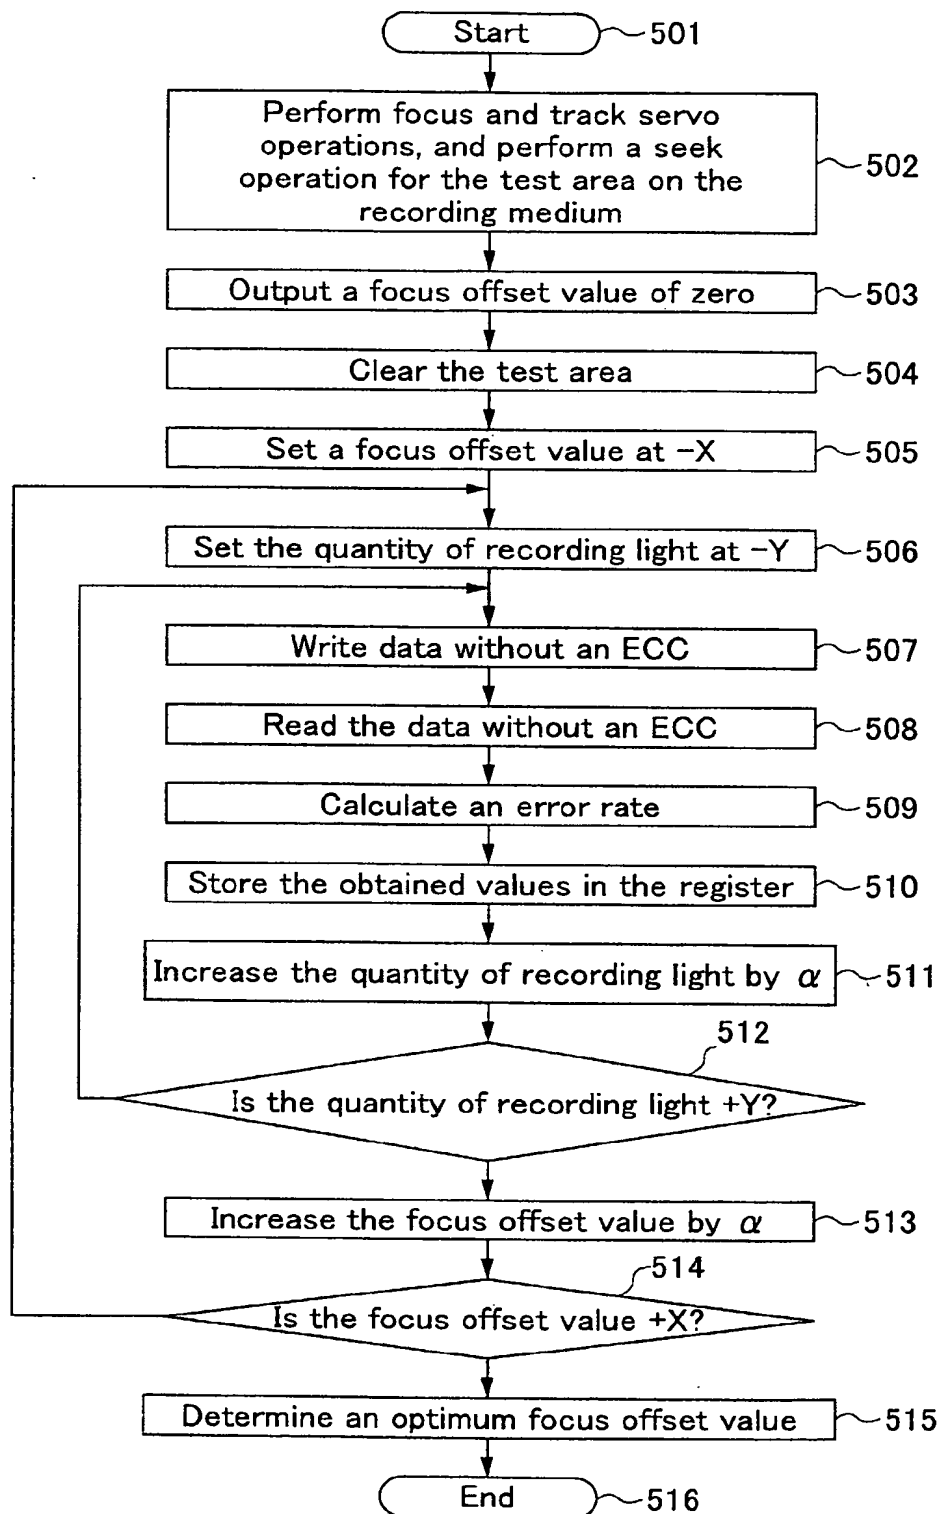 Start 501
Perform focus and track servo
operations, and perform a seek
operation for the test area on the
recording medium
502
Output a focus offset value of zero 503
Clear the test area 504
Set a focus offset value at −X 505
Set the quantity of recording light at −Y 506
Write data without an ECC 507
Read the data without an ECC 508
Calculate an error rate 509
Store the obtained values in the register 510
Increase the quantity of recording light by α 511
512
Is the quantity of recording light +Y?
Increase the focus offset value by α 513
514
Is the focus offset value +X?
Determine an optimum focus offset value 515
End 516